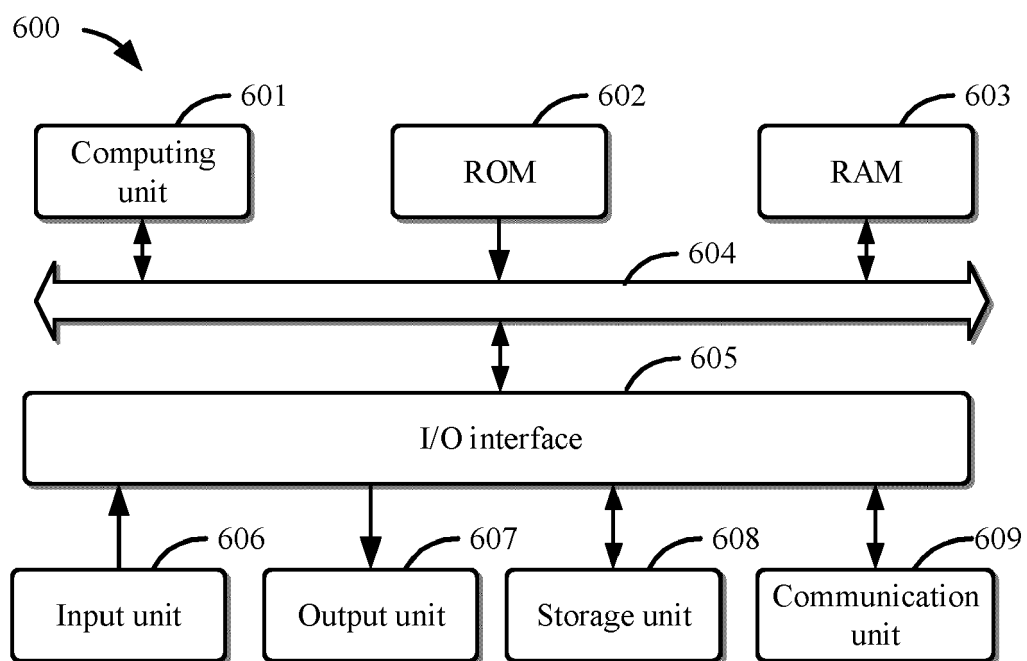 600
601
602
603
Computing
unit
ROM
RAM
604
605
I/O interface
606
607
608
609
Input unit
Output unit
Storage unit
Communication
unit